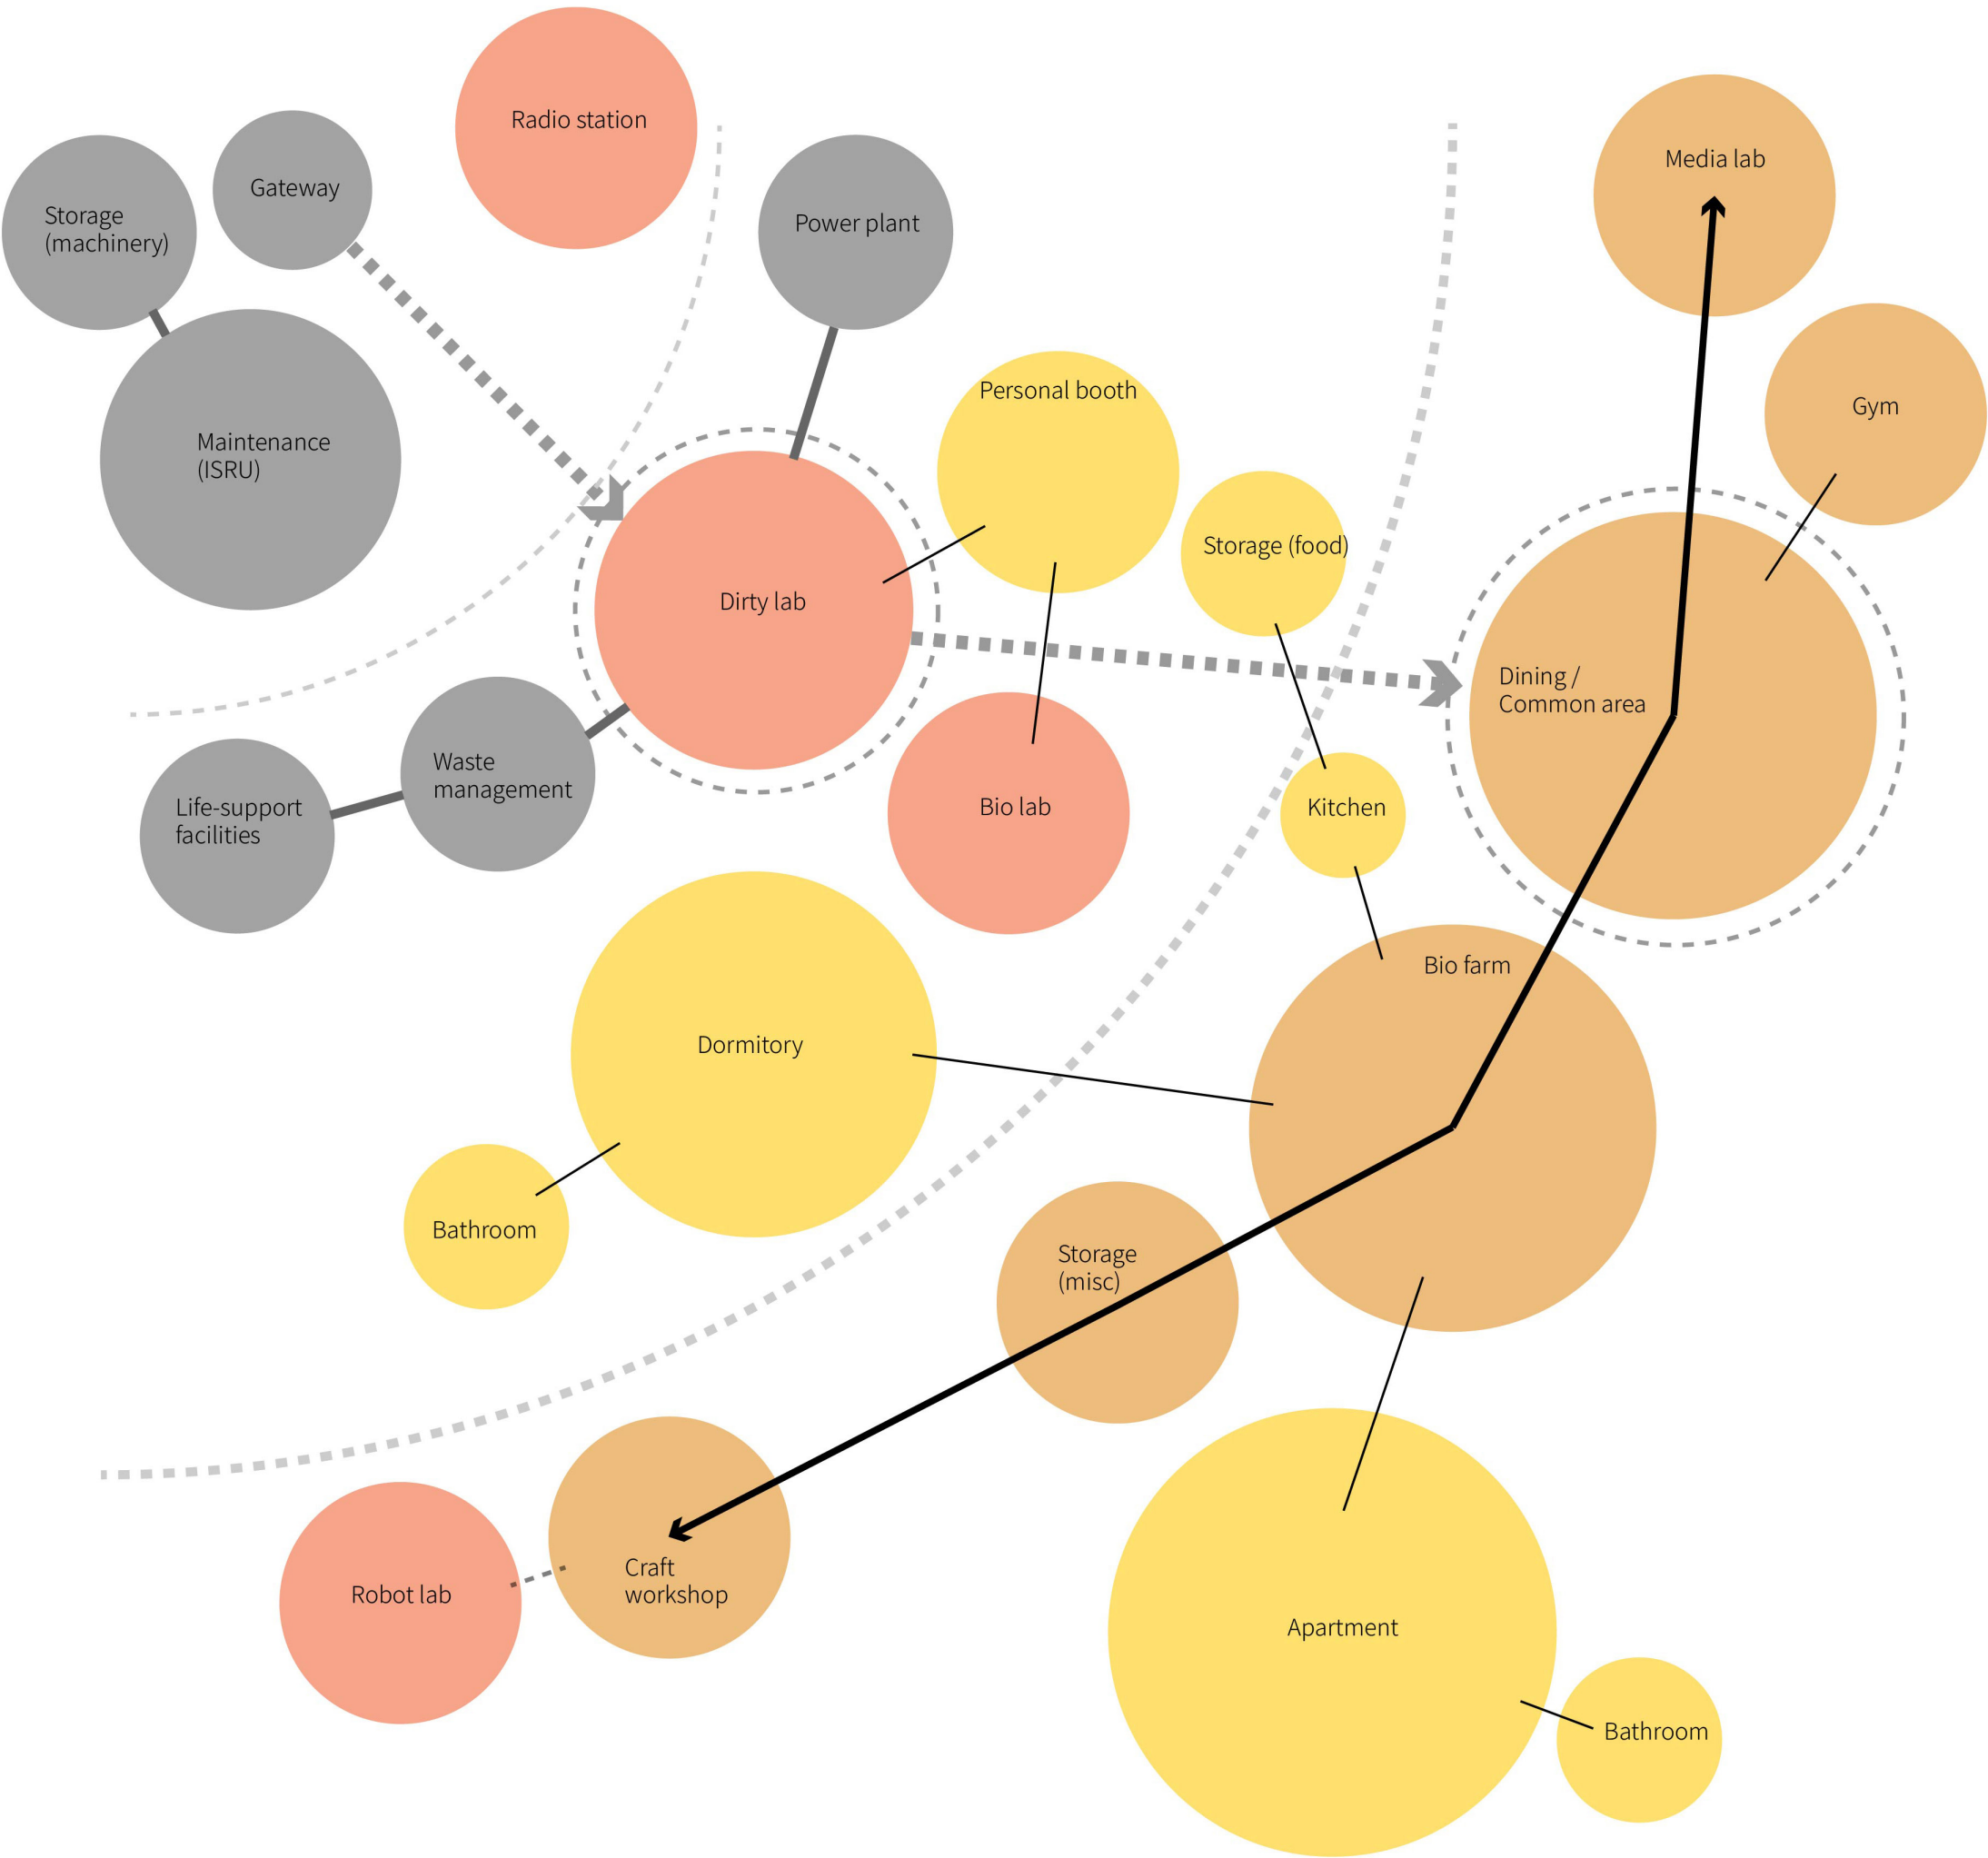 Radio station
Media lab
Gateway
Storage
(machinery)
Power plant
Personal booth
Gym
Maintenance
(ISRU)
Storage (food)
Dirty lab
Dining /
Common area
Waste
management
Life-support
facilities
Bio lab
Kitchen
Bio farm
Dormitory
Bathroom
Storage
(misc)
Craft
workshop
Robot lab
Apartment
Bathroom